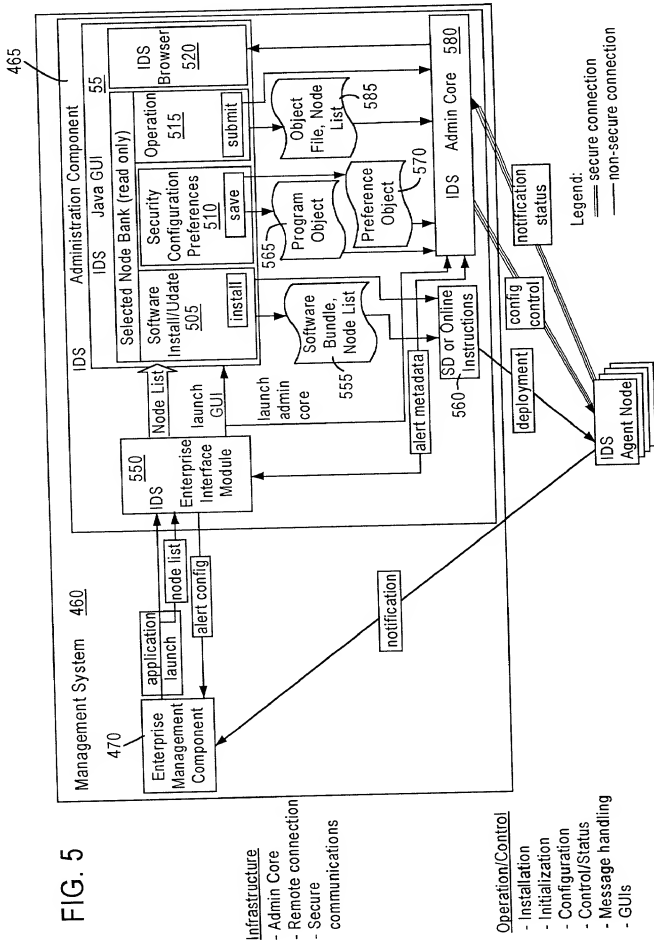 FIG. 5
Management System 460
465
IDS Administration Component
55
IDS Java GUI
Selected Node Bank (read only)
Software
Install/Udate
505
install
Security
Configuration
Preferences
510
save
Operation
515
submit
IDS
Browser
520
470
Enterprise
Management
Component
application
launch
node list
alert config
550
IDS
Enterprise
Interface
Module
Node List
launch
GUI
launch
admin
core
Software
Bundle,
Node List
555
565
Program
Object
Preference
Object
570
Object
File, Node
List
585
alert metadata
SD or Online
Instructions
560
IDS Admin Core 580
notification
deployment
config
control
notification
status
IDS
Agent Node
Legend:
secure connection
non-secure connection
Infrastructure
- Admin Core
- Remote connection
- Secure
communications
Operation/Control
- Installation
- Initialization
- Configuration
- Control/Status
- Message handling
- GUIs